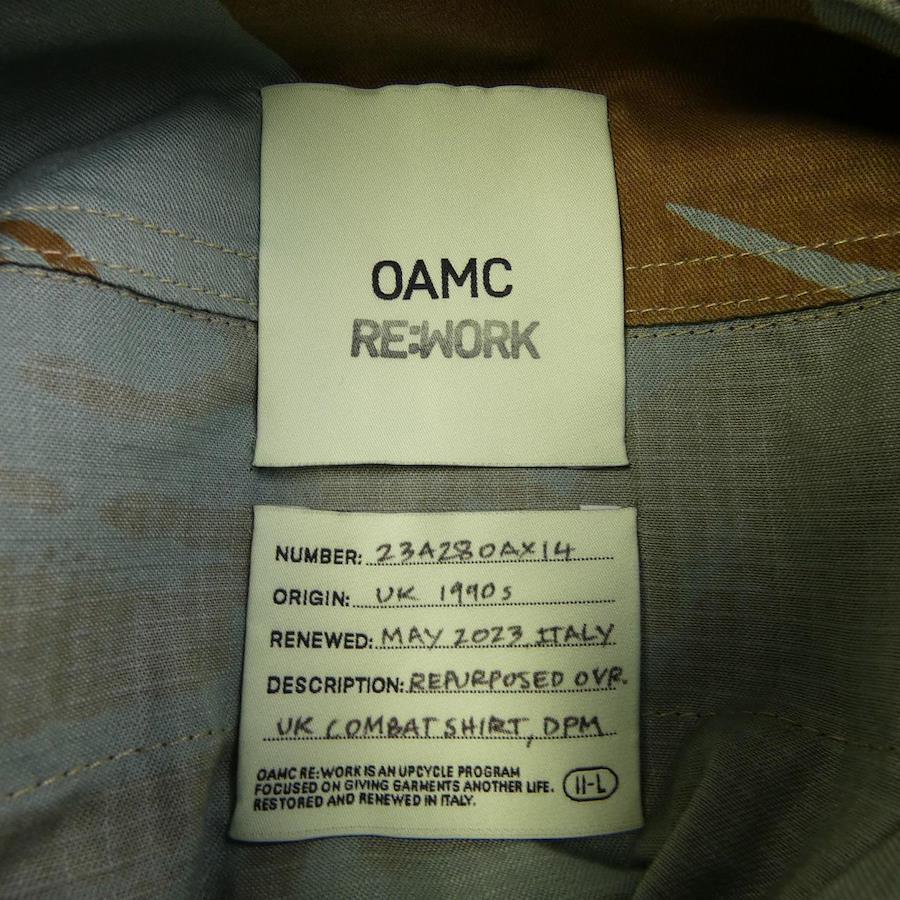 OAMC
RE:WORK
NUMBER: 23A280AX14
ORIGIN: UK 1990s
RENEWED: MAY 2023, ITALY
DESCRIPTION: REPURPOSED OVR.
UK COMBAT SHIRT, DPM
OAMC RE:WORK IS AN UPCYCLE PROGRAM
FOCUSED ON GIVING GARMENTS ANOTHER LIFE.
RESTORED AND RENEWED IN ITALY.
II-L